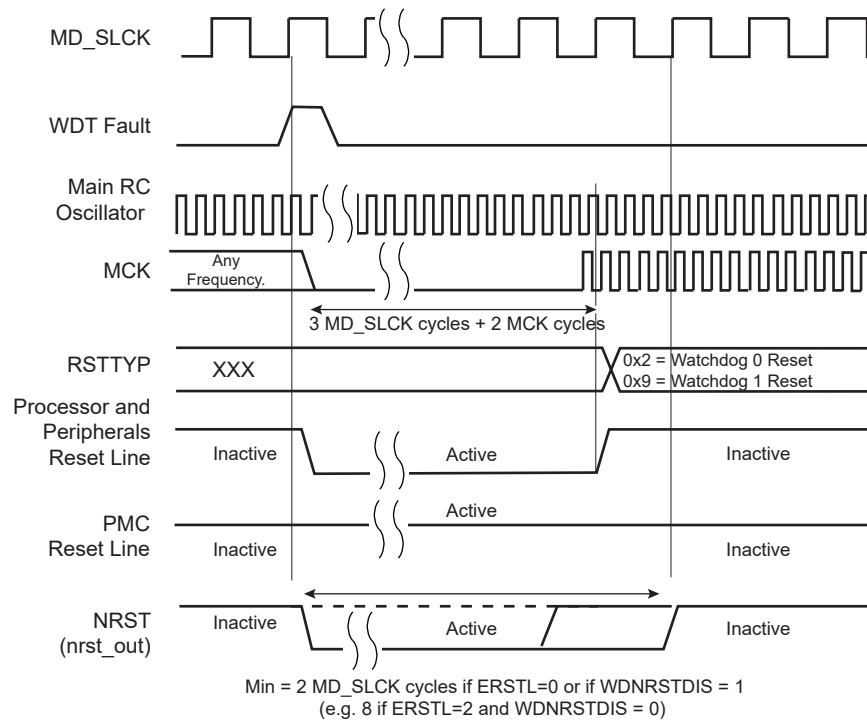 MD_SLCK
WDT Fault
Main RC
Oscillator
MCK
Any
Frequency.
3 MD_SLCK cycles + 2 MCK cycles
RSTTYP
XXX
0x2 = Watchdog 0 Reset
0x9 = Watchdog 1 Reset
Processor and
Peripherals
Reset Line
Inactive
Active
Inactive
PMC
Reset Line
Active
Inactive
Inactive
NRST
(nrst_out)
Inactive
Active
Inactive
Min = 2 MD_SLCK cycles if ERSTL=0 or if WDNRSTDIS = 1
(e.g. 8 if ERSTL=2 and WDNRSTDIS = 0)